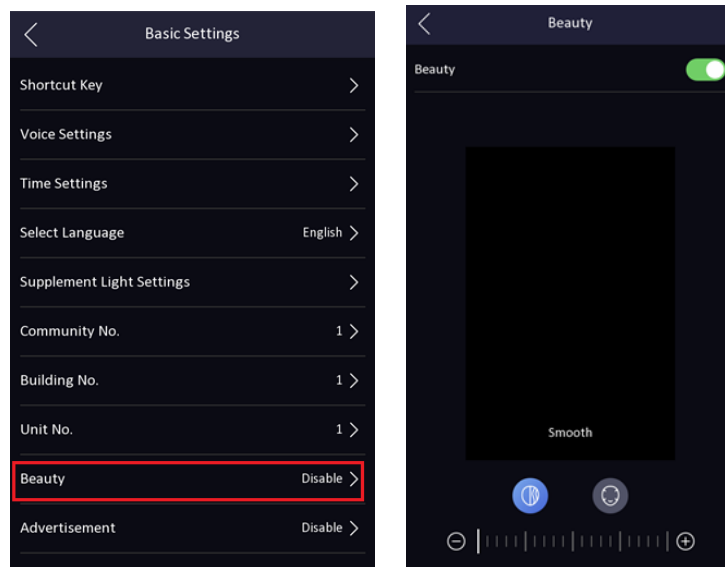 Basic Settings
Shortcut Key
Voice Settings
Time Settings
Select Language English
Supplement Light Settings
Community No. 1
Building No. 1
Unit No. 1
Beauty Disable
Advertisement Disable
Beauty
Beauty
Smooth